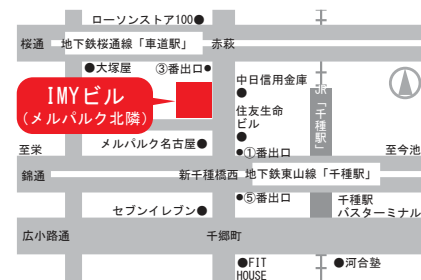 ローソンストア100●
桜通
地下鉄桜通線「車道駅」
赤萩
●大塚屋
③番出口●
IMYビル
(メルパルク北隣)
中日信用金庫
●
住友生命
ビル
●
JR「千種駅」
至栄
メルパルク名古屋●
●①番出口
至今池
錦通
新千種橋西
地下鉄東山線「千種駅」
●⑤番出口
千種駅
バスターミナル
セブンイレブン●
広小路通
千郷町
●FIT
HOUSE
●河合塾